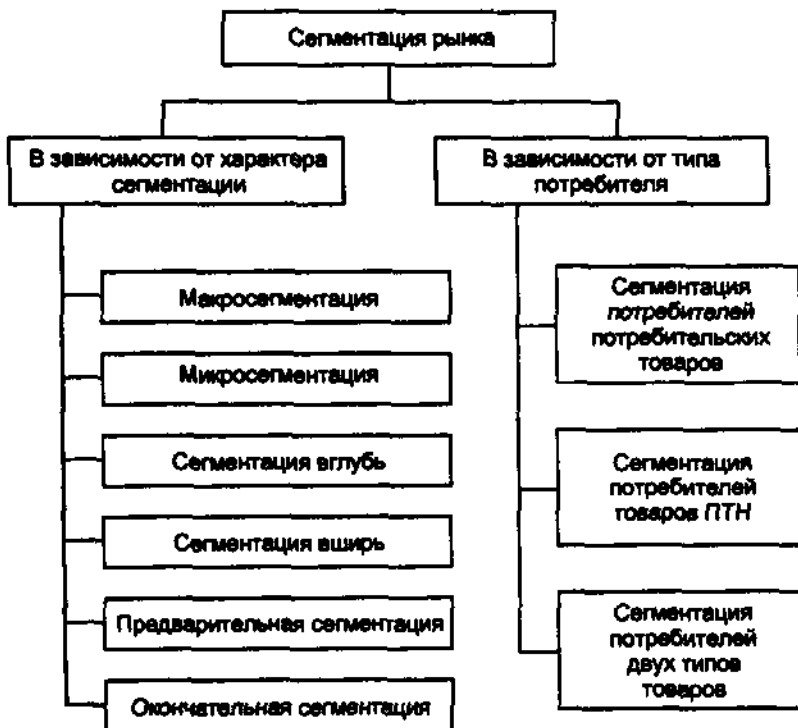 Сегментация рынка
В зависимости от характера
сегментации
Макросегментация
Микросегментация
Сегментация вглубь
Сегментация вширь
Предварительная сегментация
Окончательная сегментация
В зависимости от типа
потребителя
Сегментация
потребителей
потребительских
товаров
Сегментация
потребителей
товаров ПТН
Сегментация
потребителей
двух типов
товаров